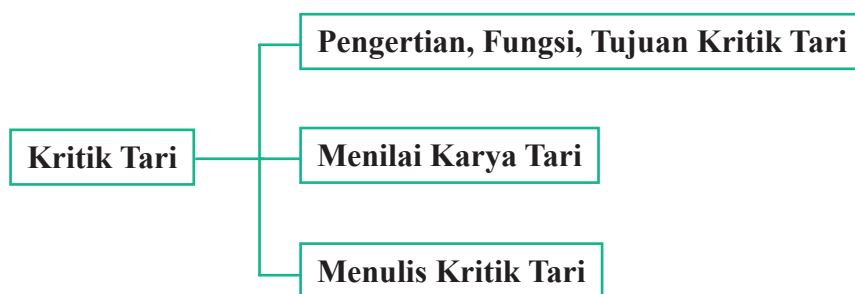 Pengertian, Fungsi, Tujuan Kritik Tari
Kritik Tari
Menilai Karya Tari
Menulis Kritik Tari